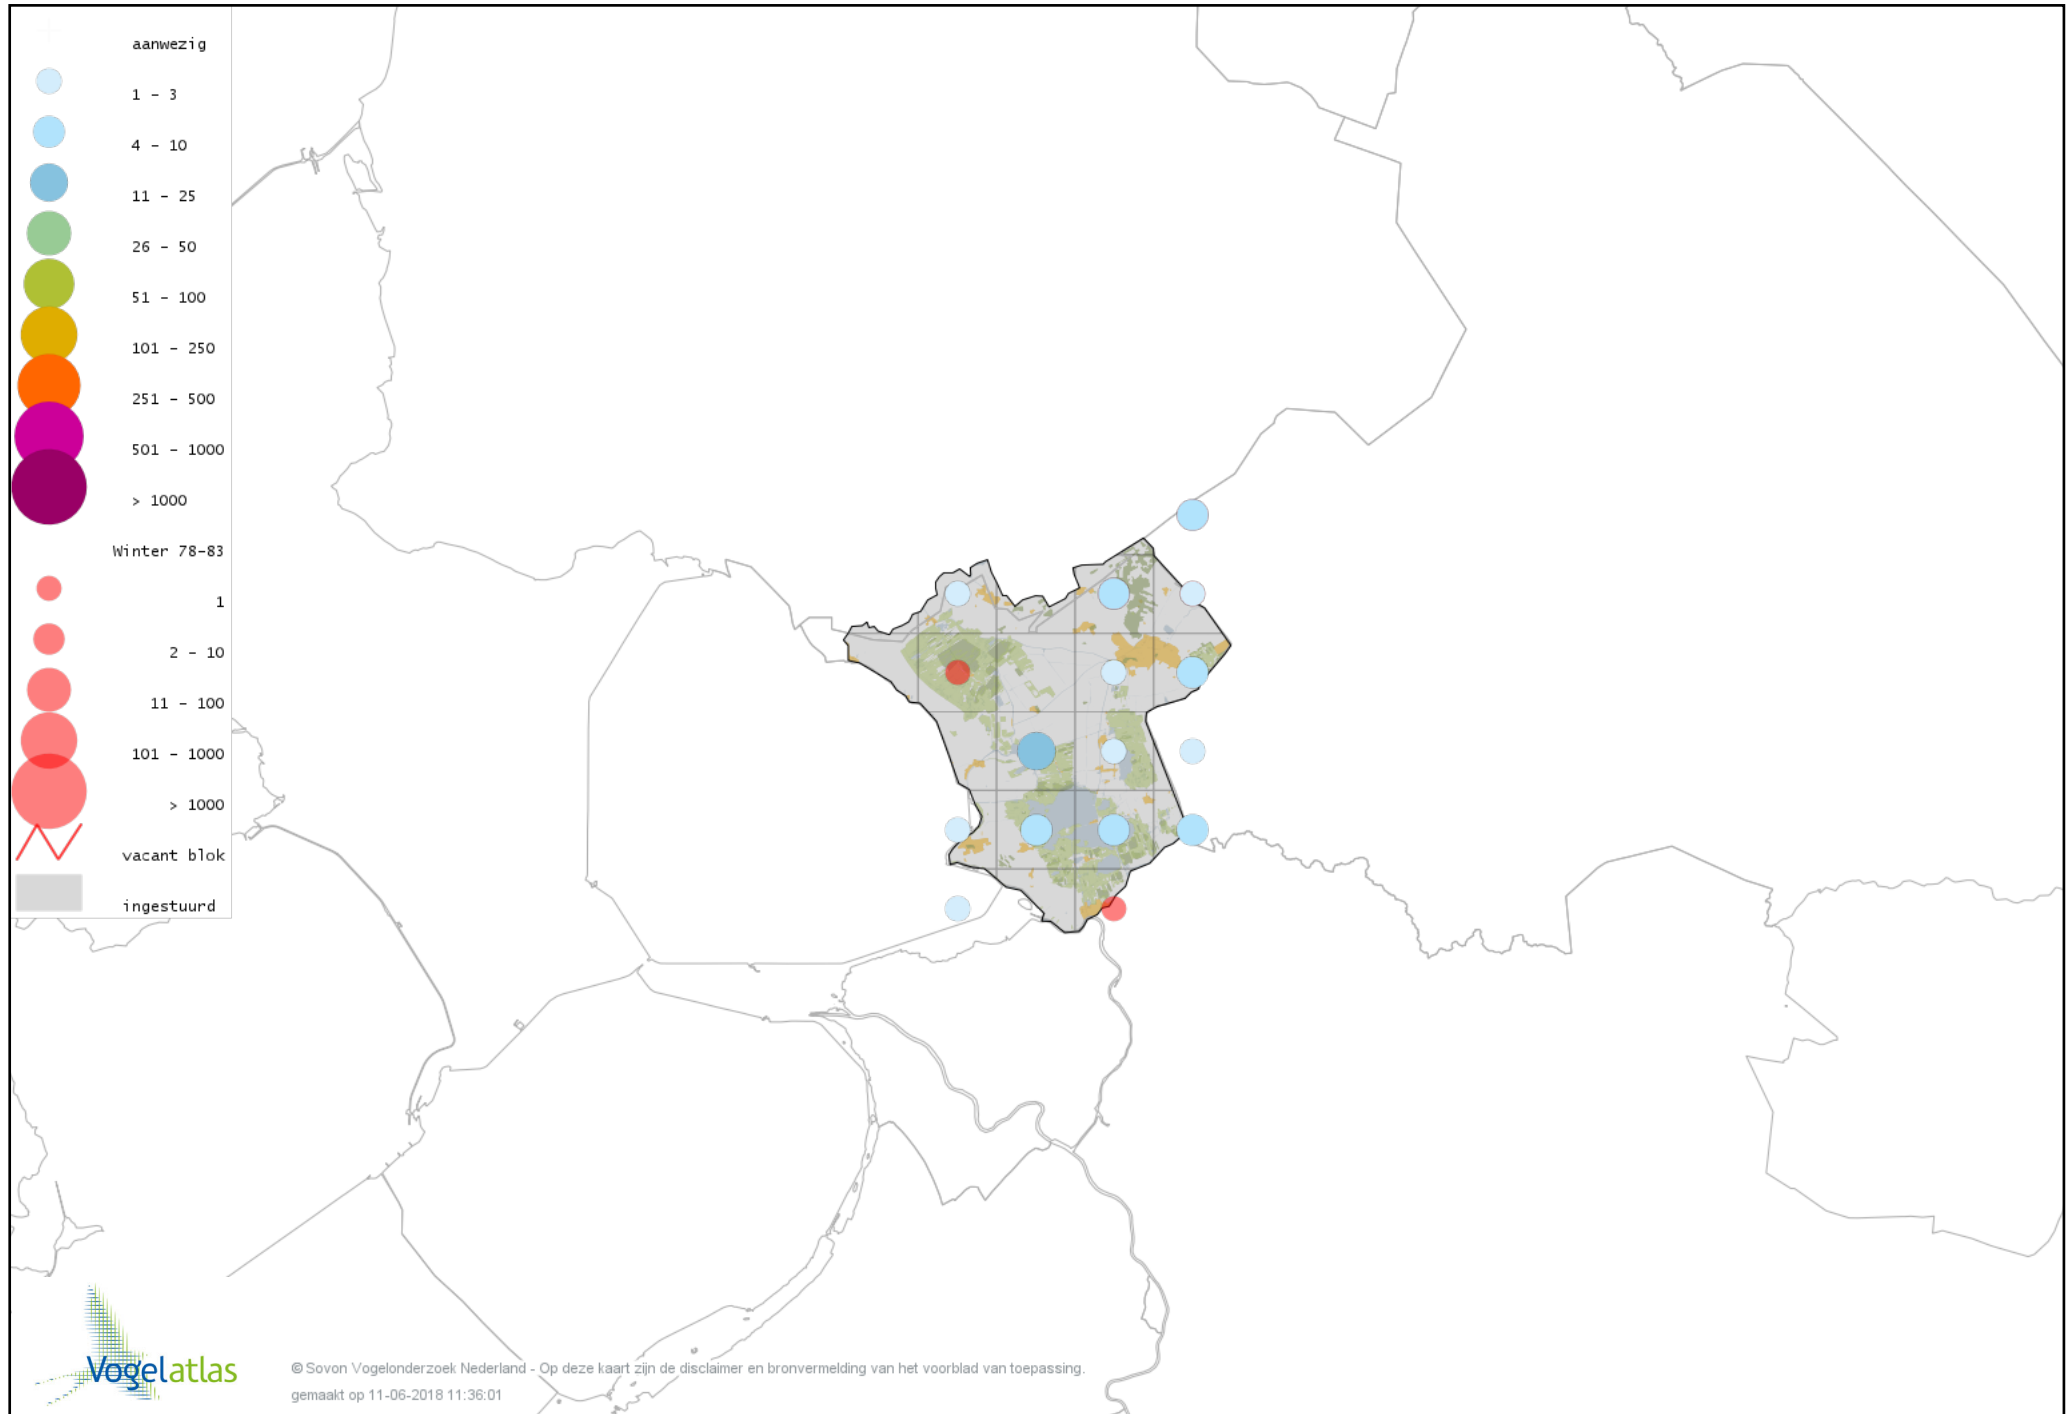 aanwezig
1 - 3
4 - 10
11 - 25
26 - 50
51 - 100
101 - 250
251 - 500
501 - 1000
> 1000
Winter 78-83
1
2 - 10
11 - 100
101 - 1000
> 1000
vacant blok
ingestuurd
Vogelatlas
© Sovon Vogelonderzoek Nederland - Op deze kaart zijn de disclaimer en bronvermelding van het voorblad van toepassing.
gemaakt op 11-06-2018 11:36:01